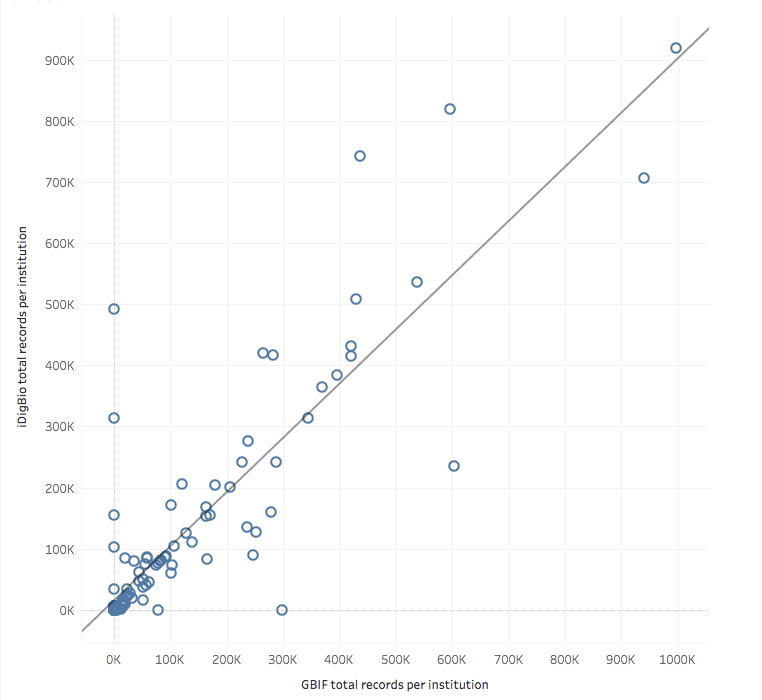 900K
800K
700K
600K
500K
400K
300K
200K
100K
0K
iDigBio total records per institution
0K 100K 200K 300K 400K 500K 600K 700K 800K 900K 1000K
GBIF total records per institution